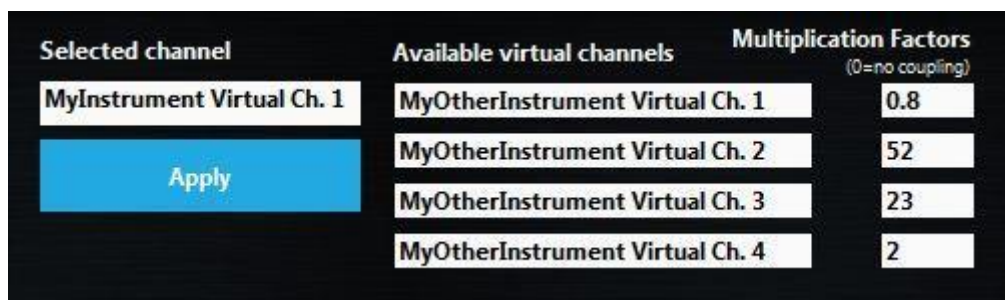 Selected channel
Available virtual channels
Multiplication Factors
(0=no coupling)
MyInstrument Virtual Ch. 1
MyOtherInstrument Virtual Ch. 1
0.8
Apply
MyOtherInstrument Virtual Ch. 2
52
MyOtherInstrument Virtual Ch. 3
23
MyOtherInstrument Virtual Ch. 4
2